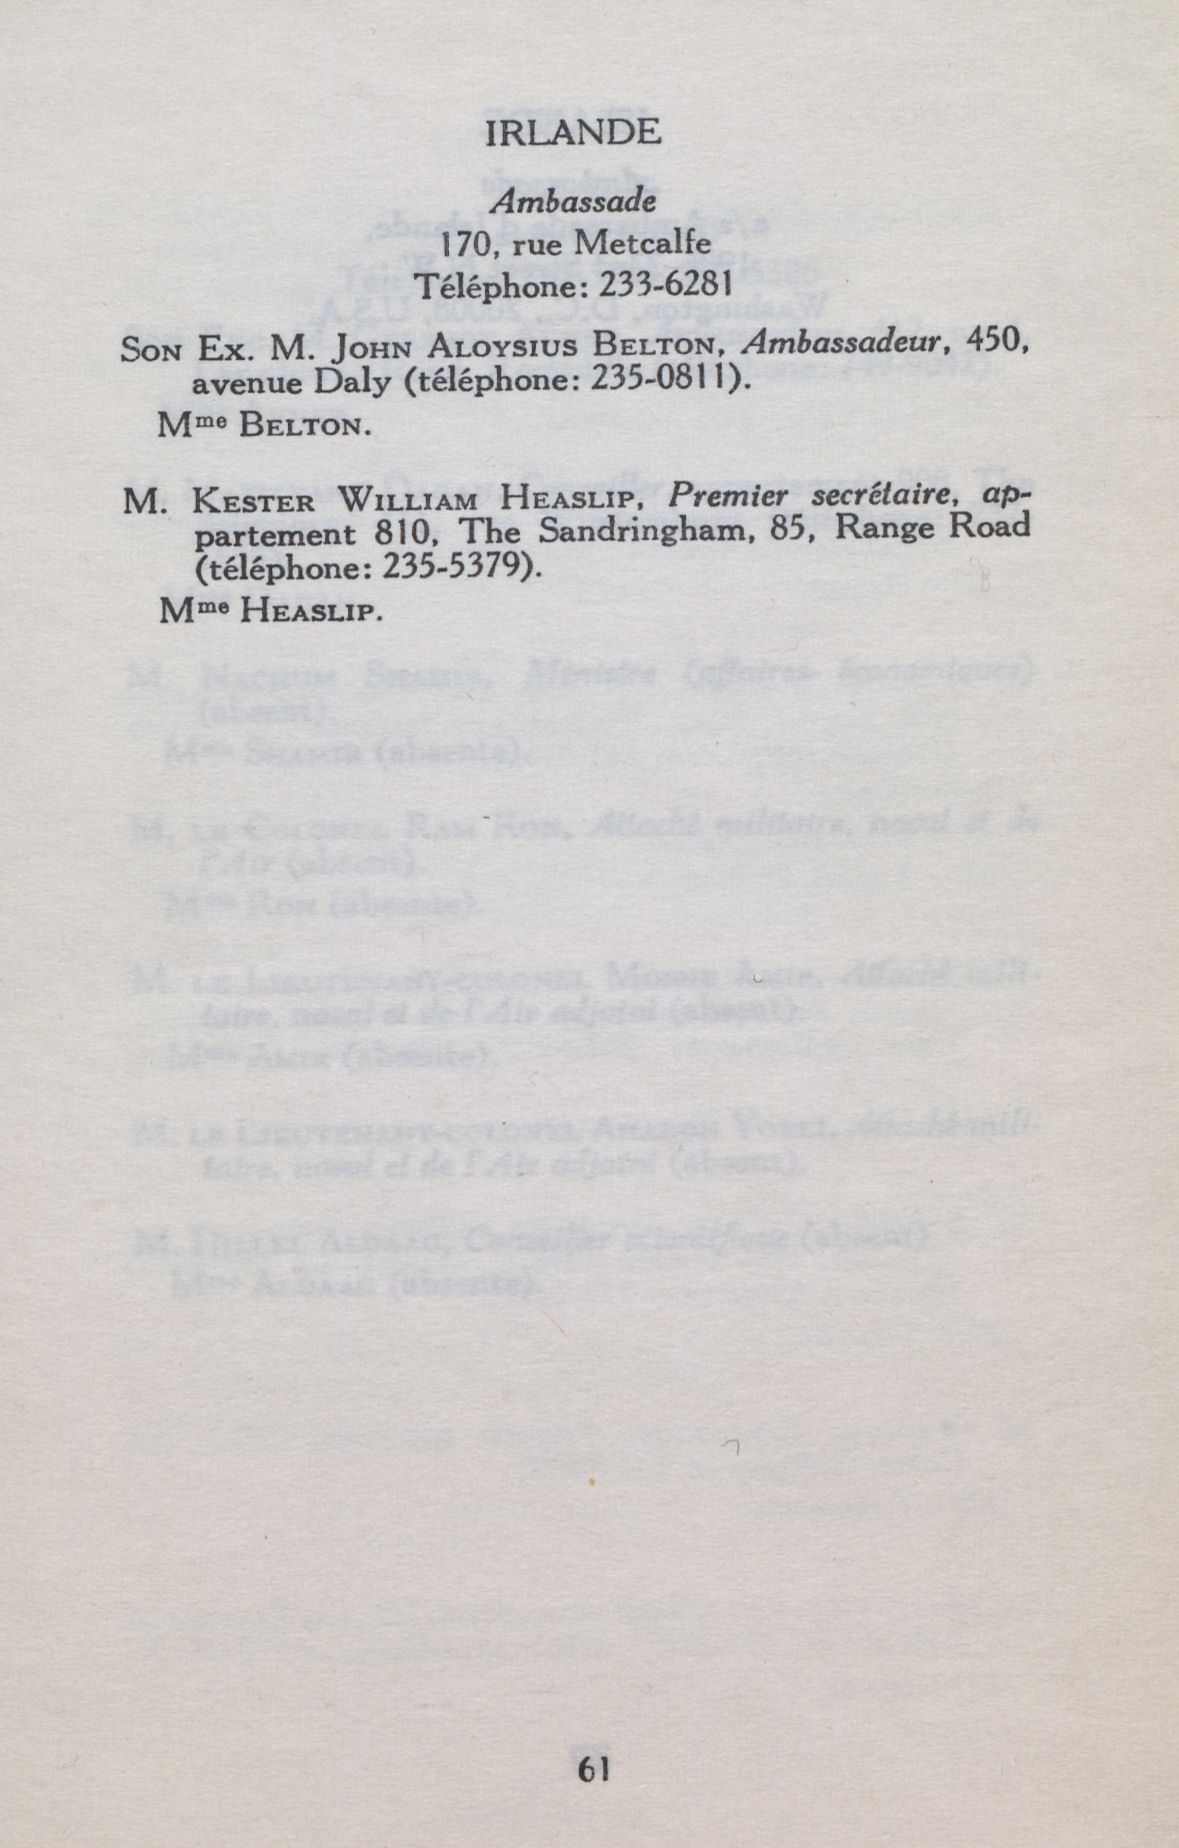 IRLANDE
Ambassade
170, rue Metcalfe
Téléphone: 233-6281
SON EX. M. JOHN ALOYSIUS BELTON, Ambassadeur, 450,
avenue Daly (téléphone: 235-0811).
Mme BELTON.
M. KESTER WILLIAM HEASLIP, Premier secrétaire, ap-
partement 810, The Sandringham, 85, Range Road
(téléphone: 235-5379).
Mme HEASLIP.
61